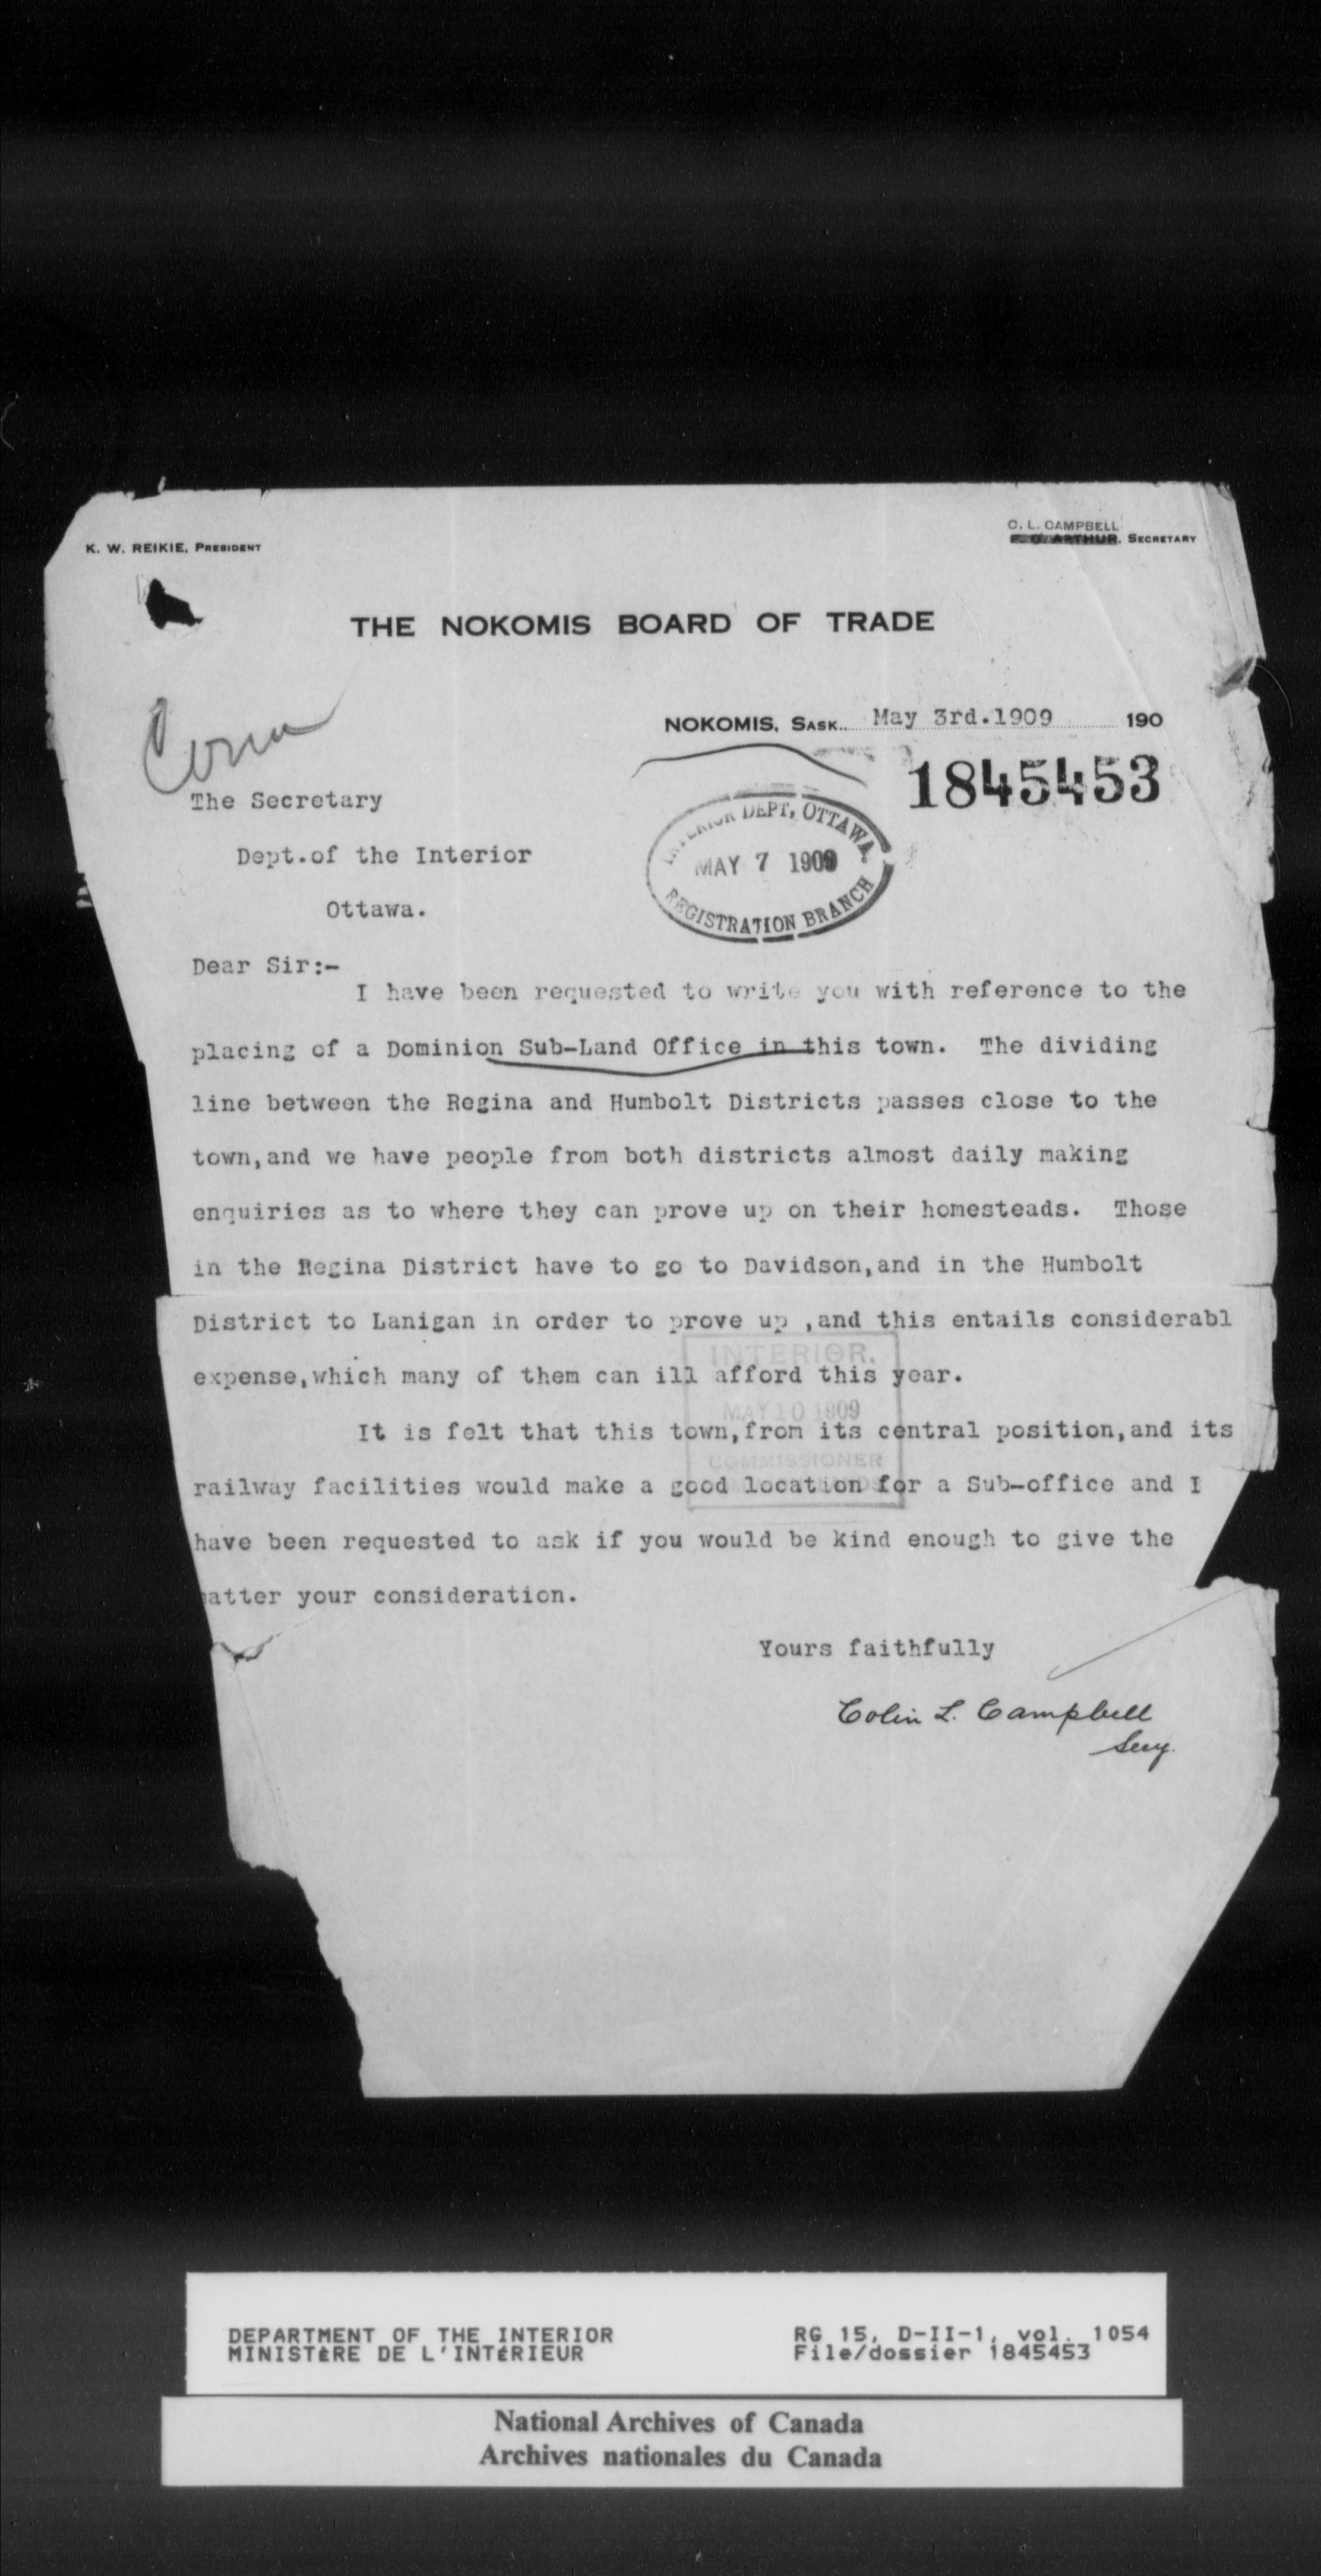 K. W. REIKIE, PRESIDENT
C. L. CAMPBELL
F. G. ARTHUR, SECRETARY
THE NOKOMIS BOARD OF TRADE
NOKOMIS, SASK.. May 3rd.1909 190
1845453
The Secretary
Dept.of the Interior
Ottawa.
INTERIOR DEPT, OTTAWA.
MAY 7 1909
REGISTRATION BRANCH
Dear Sir:-
I have been requested to write you with reference to the
placing of a Dominion Sub-Land Office in this town. The dividing
line between the Regina and Humbolt Districts passes close to the
town,and we have people from both districts almost daily making
enquiries as to where they can prove up on their homesteads. Those
in the Regina District have to go to Davidson,and in the Humbolt
District to Lanigan in order to prove up ,and this entails considerabl
expense,which many of them can ill afford this year.
INTERIOR.
MAY 10 1909
COMMISSIONER
It is felt that this town,from its central position,and its
railway facilities would make a good location for a Sub-office and I
have been requested to ask if you would be kind enough to give the
matter your consideration.
Yours faithfully
Colin L. Campbell
Secy.
DEPARTMENT OF THE INTERIOR
MINISTÈRE DE L'INTÉRIEUR
RG 15, D-II-1, vol. 1054
File/dossier 1845453
National Archives of Canada
Archives nationales du Canada